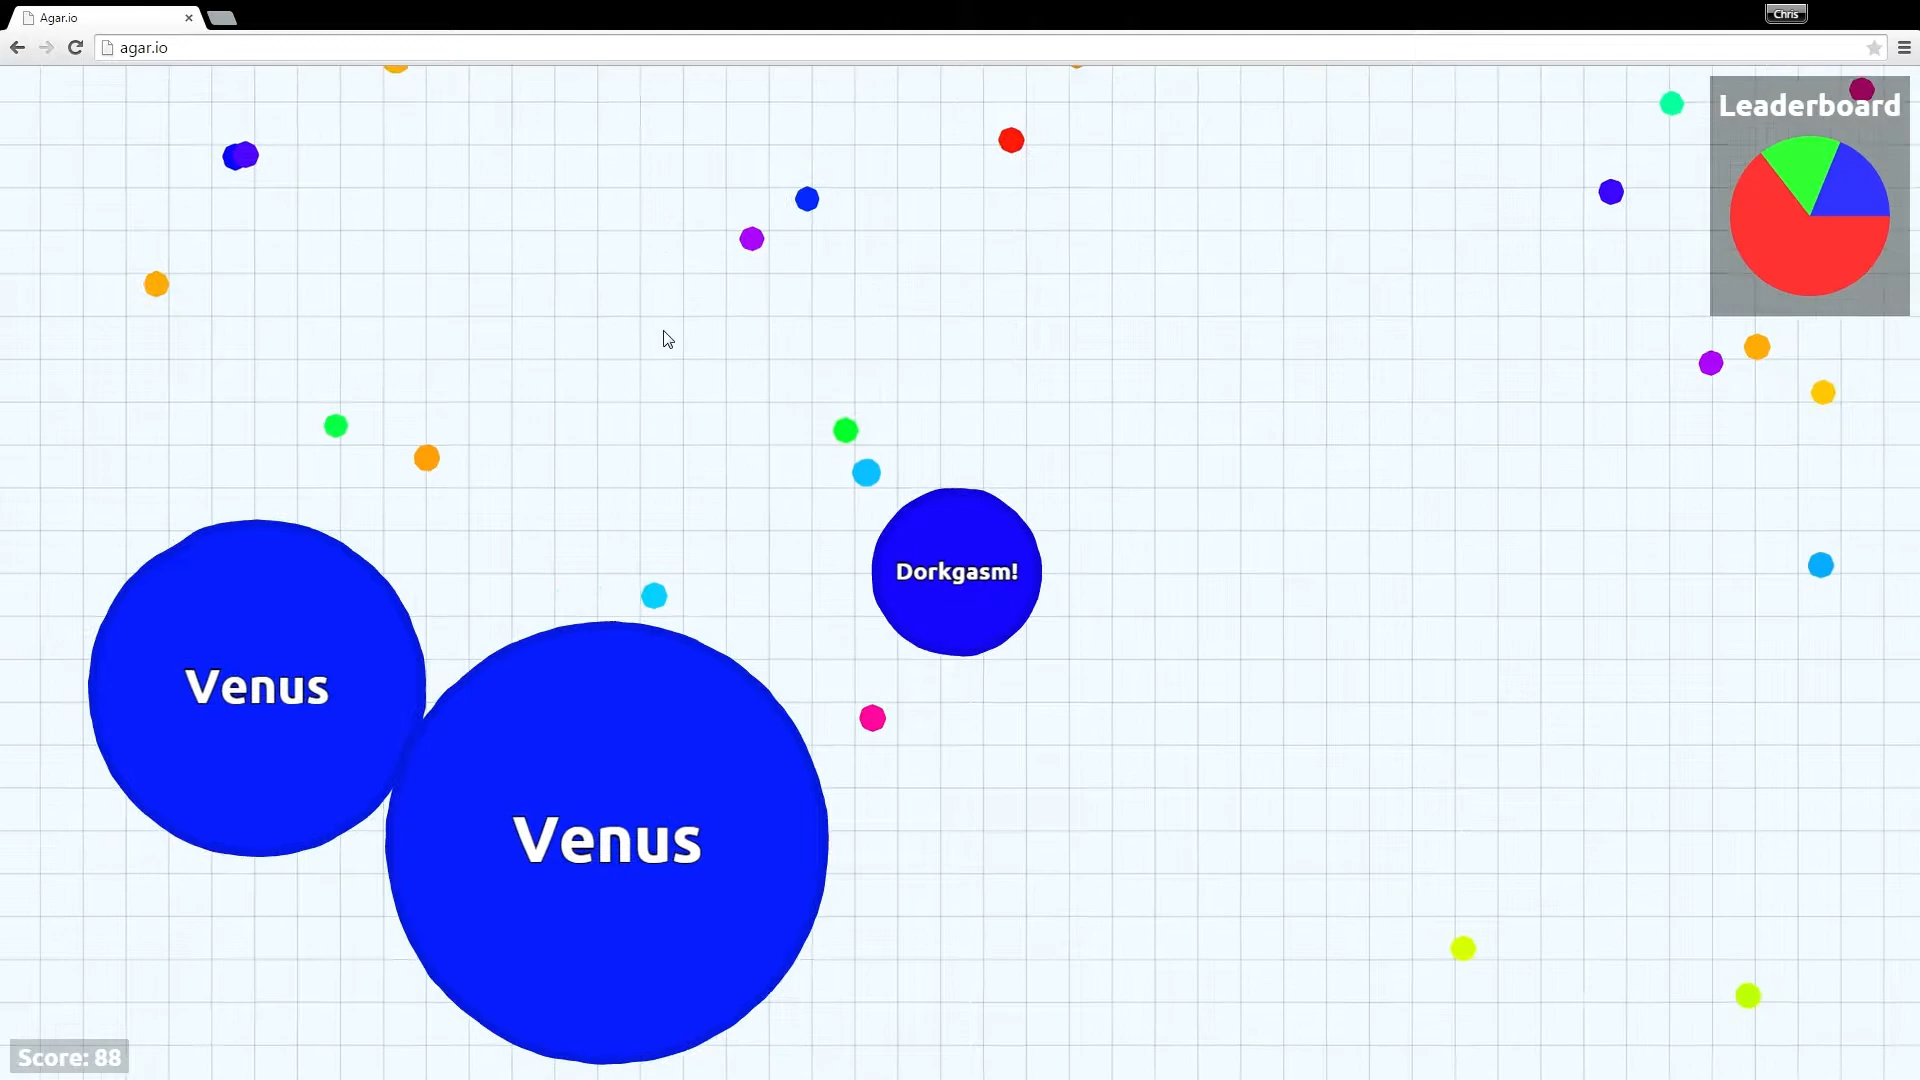 Agar.io
Chris
agar.io
Leaderboard
Dorkgasm!
Venus
Venus
Score: 88